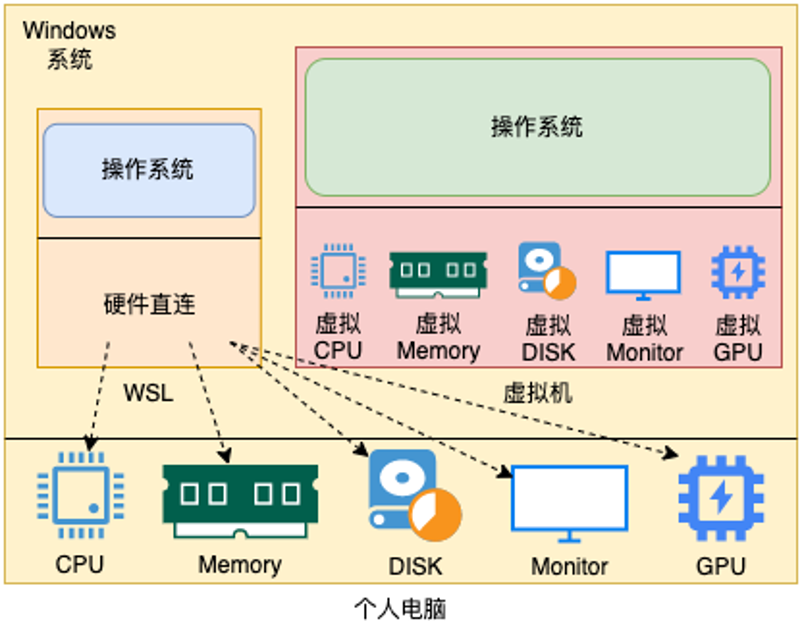 Windows
系统
操作系统
硬件直连
WSL
操作系统
虚拟
CPU
虚拟
Memory
虚拟
DISK
虚拟
Monitor
虚拟
GPU
虚拟机
CPU
Memory
DISK
Monitor
GPU
个人电脑